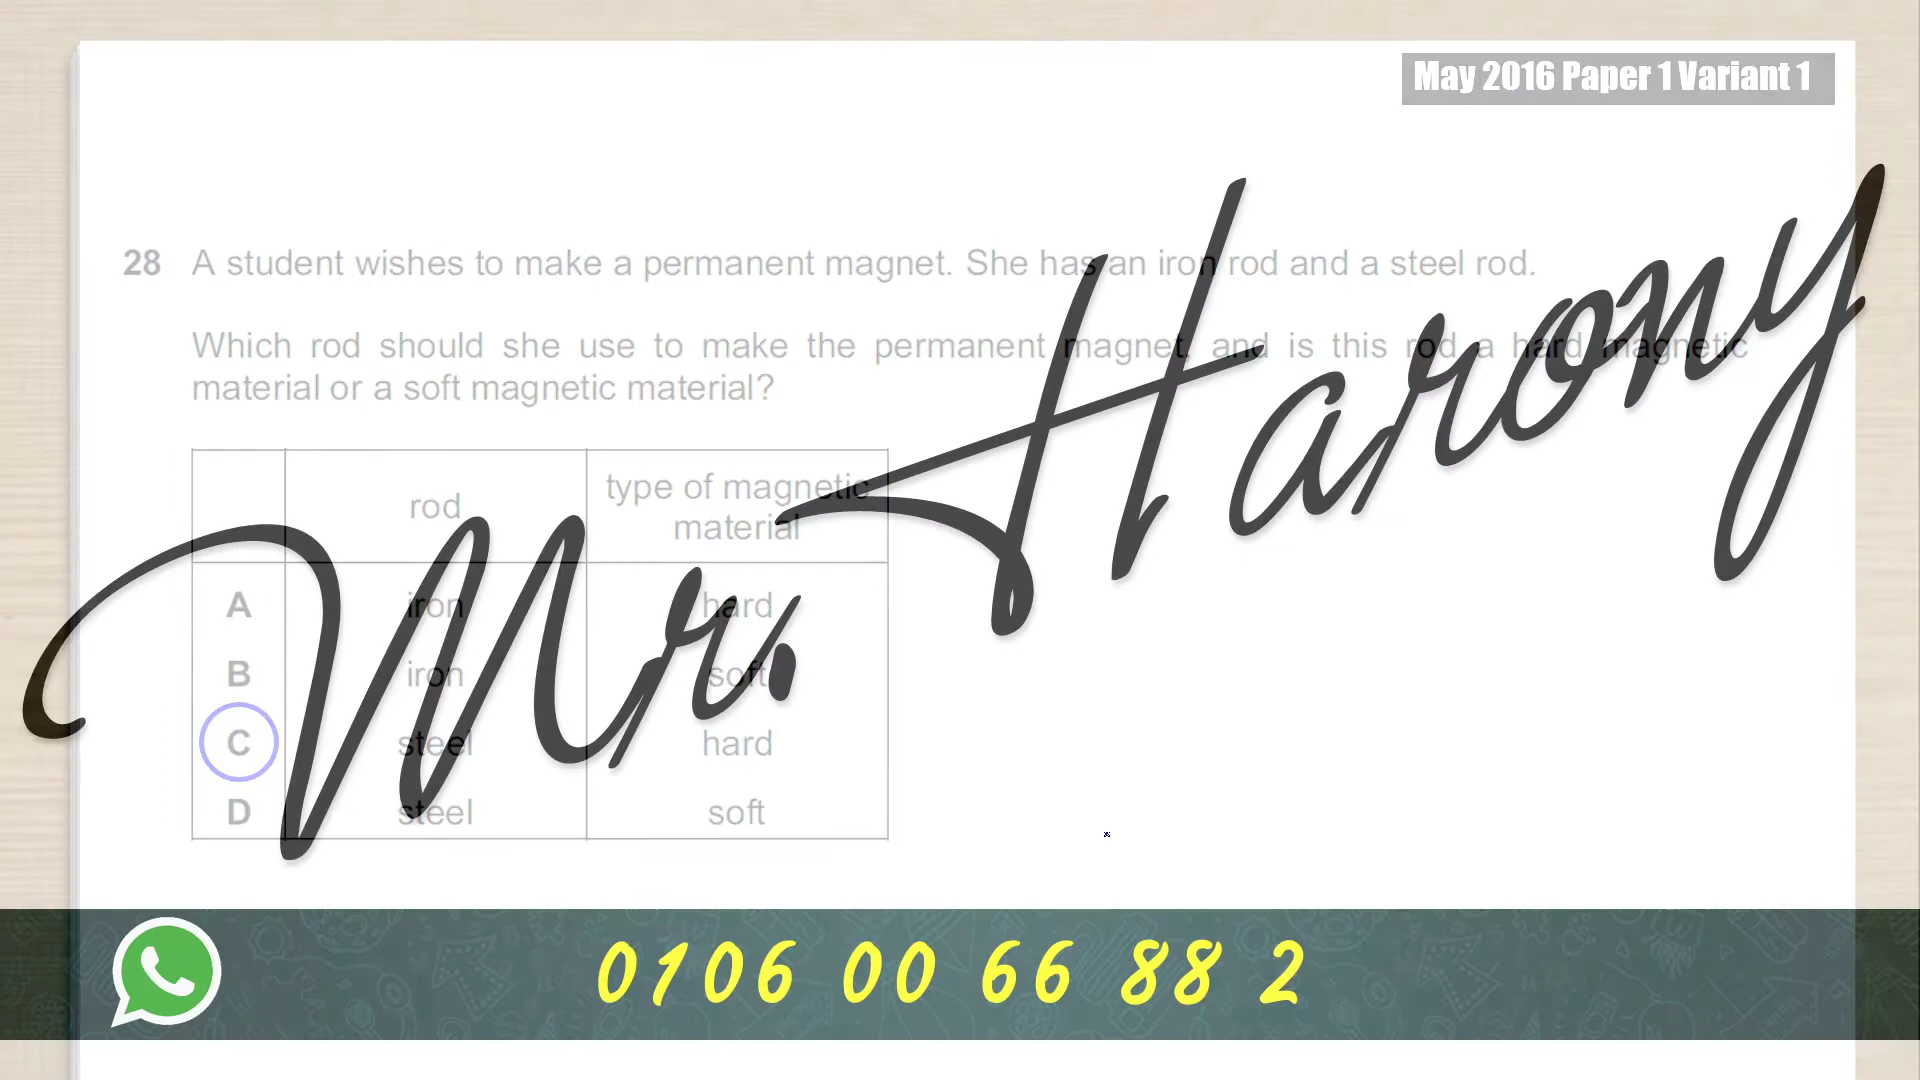 May 2016 Paper 1 Variant 1
28 A student wishes to make a permanent magnet. She has an iron rod and a steel rod.
Which rod should she use to make the permanent magnet, and is this rod a hard magnetic
material or a soft magnetic material?
rod type of magnetic material
A iron hard
B iron soft
C steel hard
D steel soft
Mr. Harony
0106 00 66 88 2